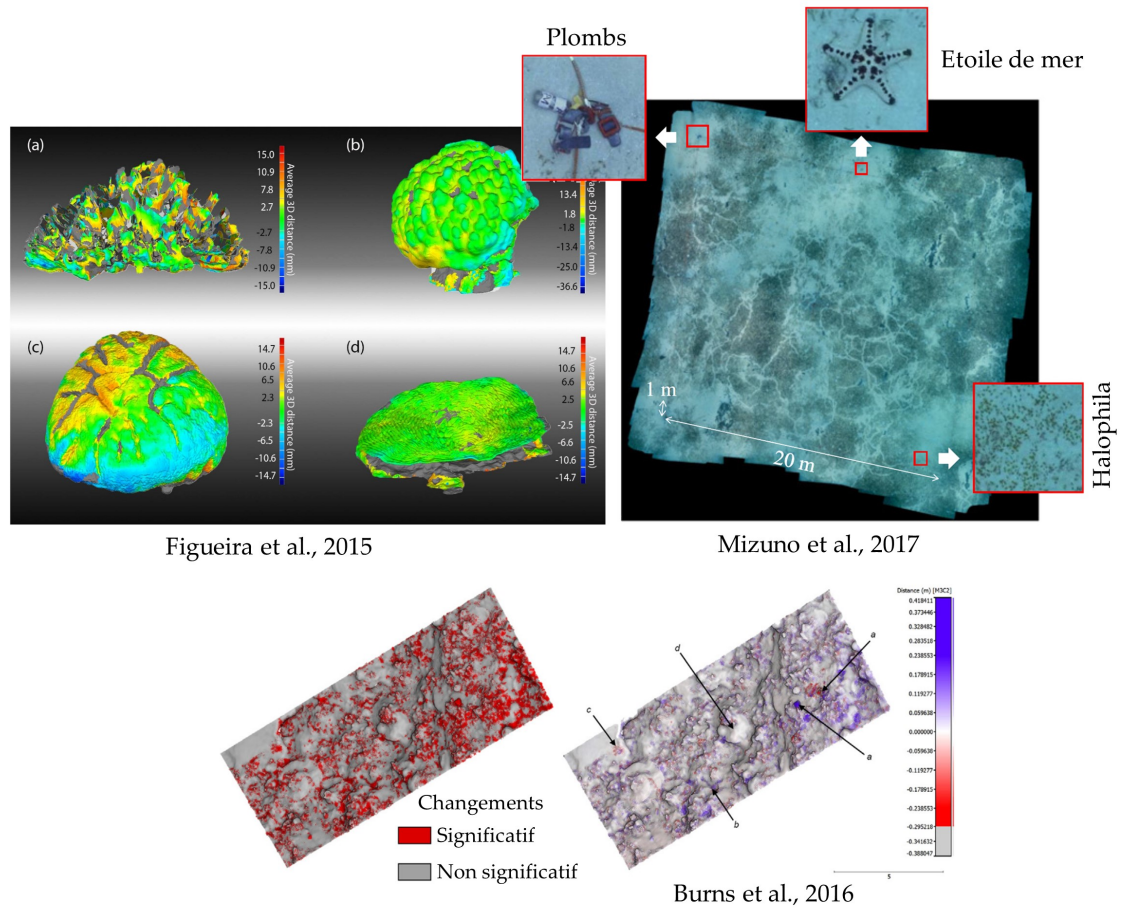 Plombs
Etoile de mer
(a)
15.0
10.9
7.8
2.7
-2.7
-7.8
-10.9
-15.0
Average 3D distance (mm)
(b)
13.4
1.8
-13.4
-25.0
-36.6
Average 3D distance (mm)
(c)
14.7
10.6
6.5
2.3
-2.3
-6.5
-10.6
-14.7
Average 3D distance (mm)
(d)
14.7
10.6
6.5
2.3
-2.3
-6.5
-10.6
-14.7
Average 3D distance (mm)
1 m
20 m
Halophila
Figueira et al., 2015
Mizuno et al., 2017
Changements
Significatif
Non significatif
a
d
c
a
b
Distance (m) [M3C2]
0.418411
0.373446
0.328482
0.283518
0.238553
0.178915
0.119277
0.059638
0.000000
-0.059638
-0.119277
-0.178915
-0.238553
-0.295218
-0.341632
-0.388047
5
Burns et al., 2016